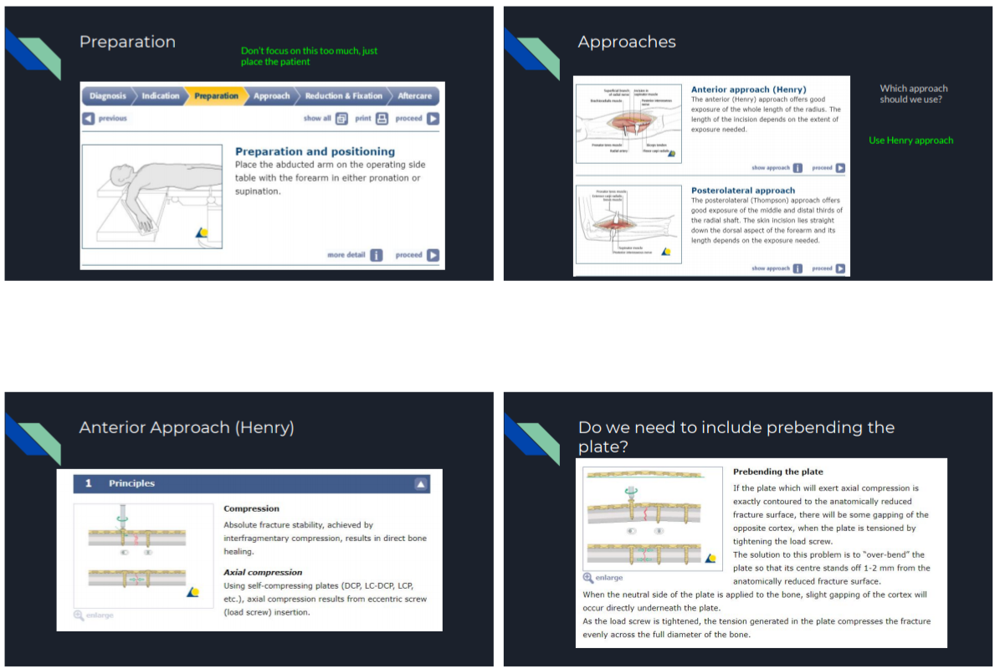 Preparation
Don't focus on this too much, just
place the patient
Diagnosis
Indication
Preparation
Approach
Reduction & Fixation
Aftercare
previous
show all
print
proceed
Preparation and positioning
Place the abducted arm on the operating side
table with the forearm in either pronation or
supination.
more detail
proceed
Approaches
Superficial branch
of radial nerve
Incision in
supinator muscle
Brachioradialis muscle
Posterior interosseous
nerve
Pronator teres muscle
Radial artery
Biceps tendon
Flexor carpi radialis
Anterior approach (Henry)
The anterior (Henry) approach offers good
exposure of the whole length of the radius. The
length of the incision depends on the extent of
exposure needed.
show approach
proceed
Which approach
should we use?
Use Henry approach
Pronator teres muscle
Supinator muscle
Posterior interosseous nerve
Posterolateral approach
The posterolateral (Thompson) approach offers
good exposure of the middle and distal thirds of
the radial shaft. The skin incision lies straight
down the dorsal aspect of the forearm and its
length depends on the exposure needed.
show approach
proceed
Anterior Approach (Henry)
1 Principles
Compression
Absolute fracture stability, achieved by
interfragmentary compression, results in direct bone
healing.
Axial compression
Using self-compressing plates (DCP, LC-DCP, LCP,
etc.), axial compression results from eccentric screw
(load screw) insertion.
enlarge
Do we need to include prebending the
plate?
Prebending the plate
If the plate which will exert axial compression is
exactly contoured to the anatomically reduced
fracture surface, there will be some gapping of the
opposite cortex, when the plate is tensioned by
tightening the load screw.
The solution to this problem is to "over-bend" the
plate so that its centre stands off 1-2 mm from the
anatomically reduced fracture surface.
enlarge
When the neutral side of the plate is applied to the bone, slight gapping of the cortex will
occur directly underneath the plate.
As the load screw is tightened, the tension generated in the plate compresses the fracture
evenly across the full diameter of the bone.